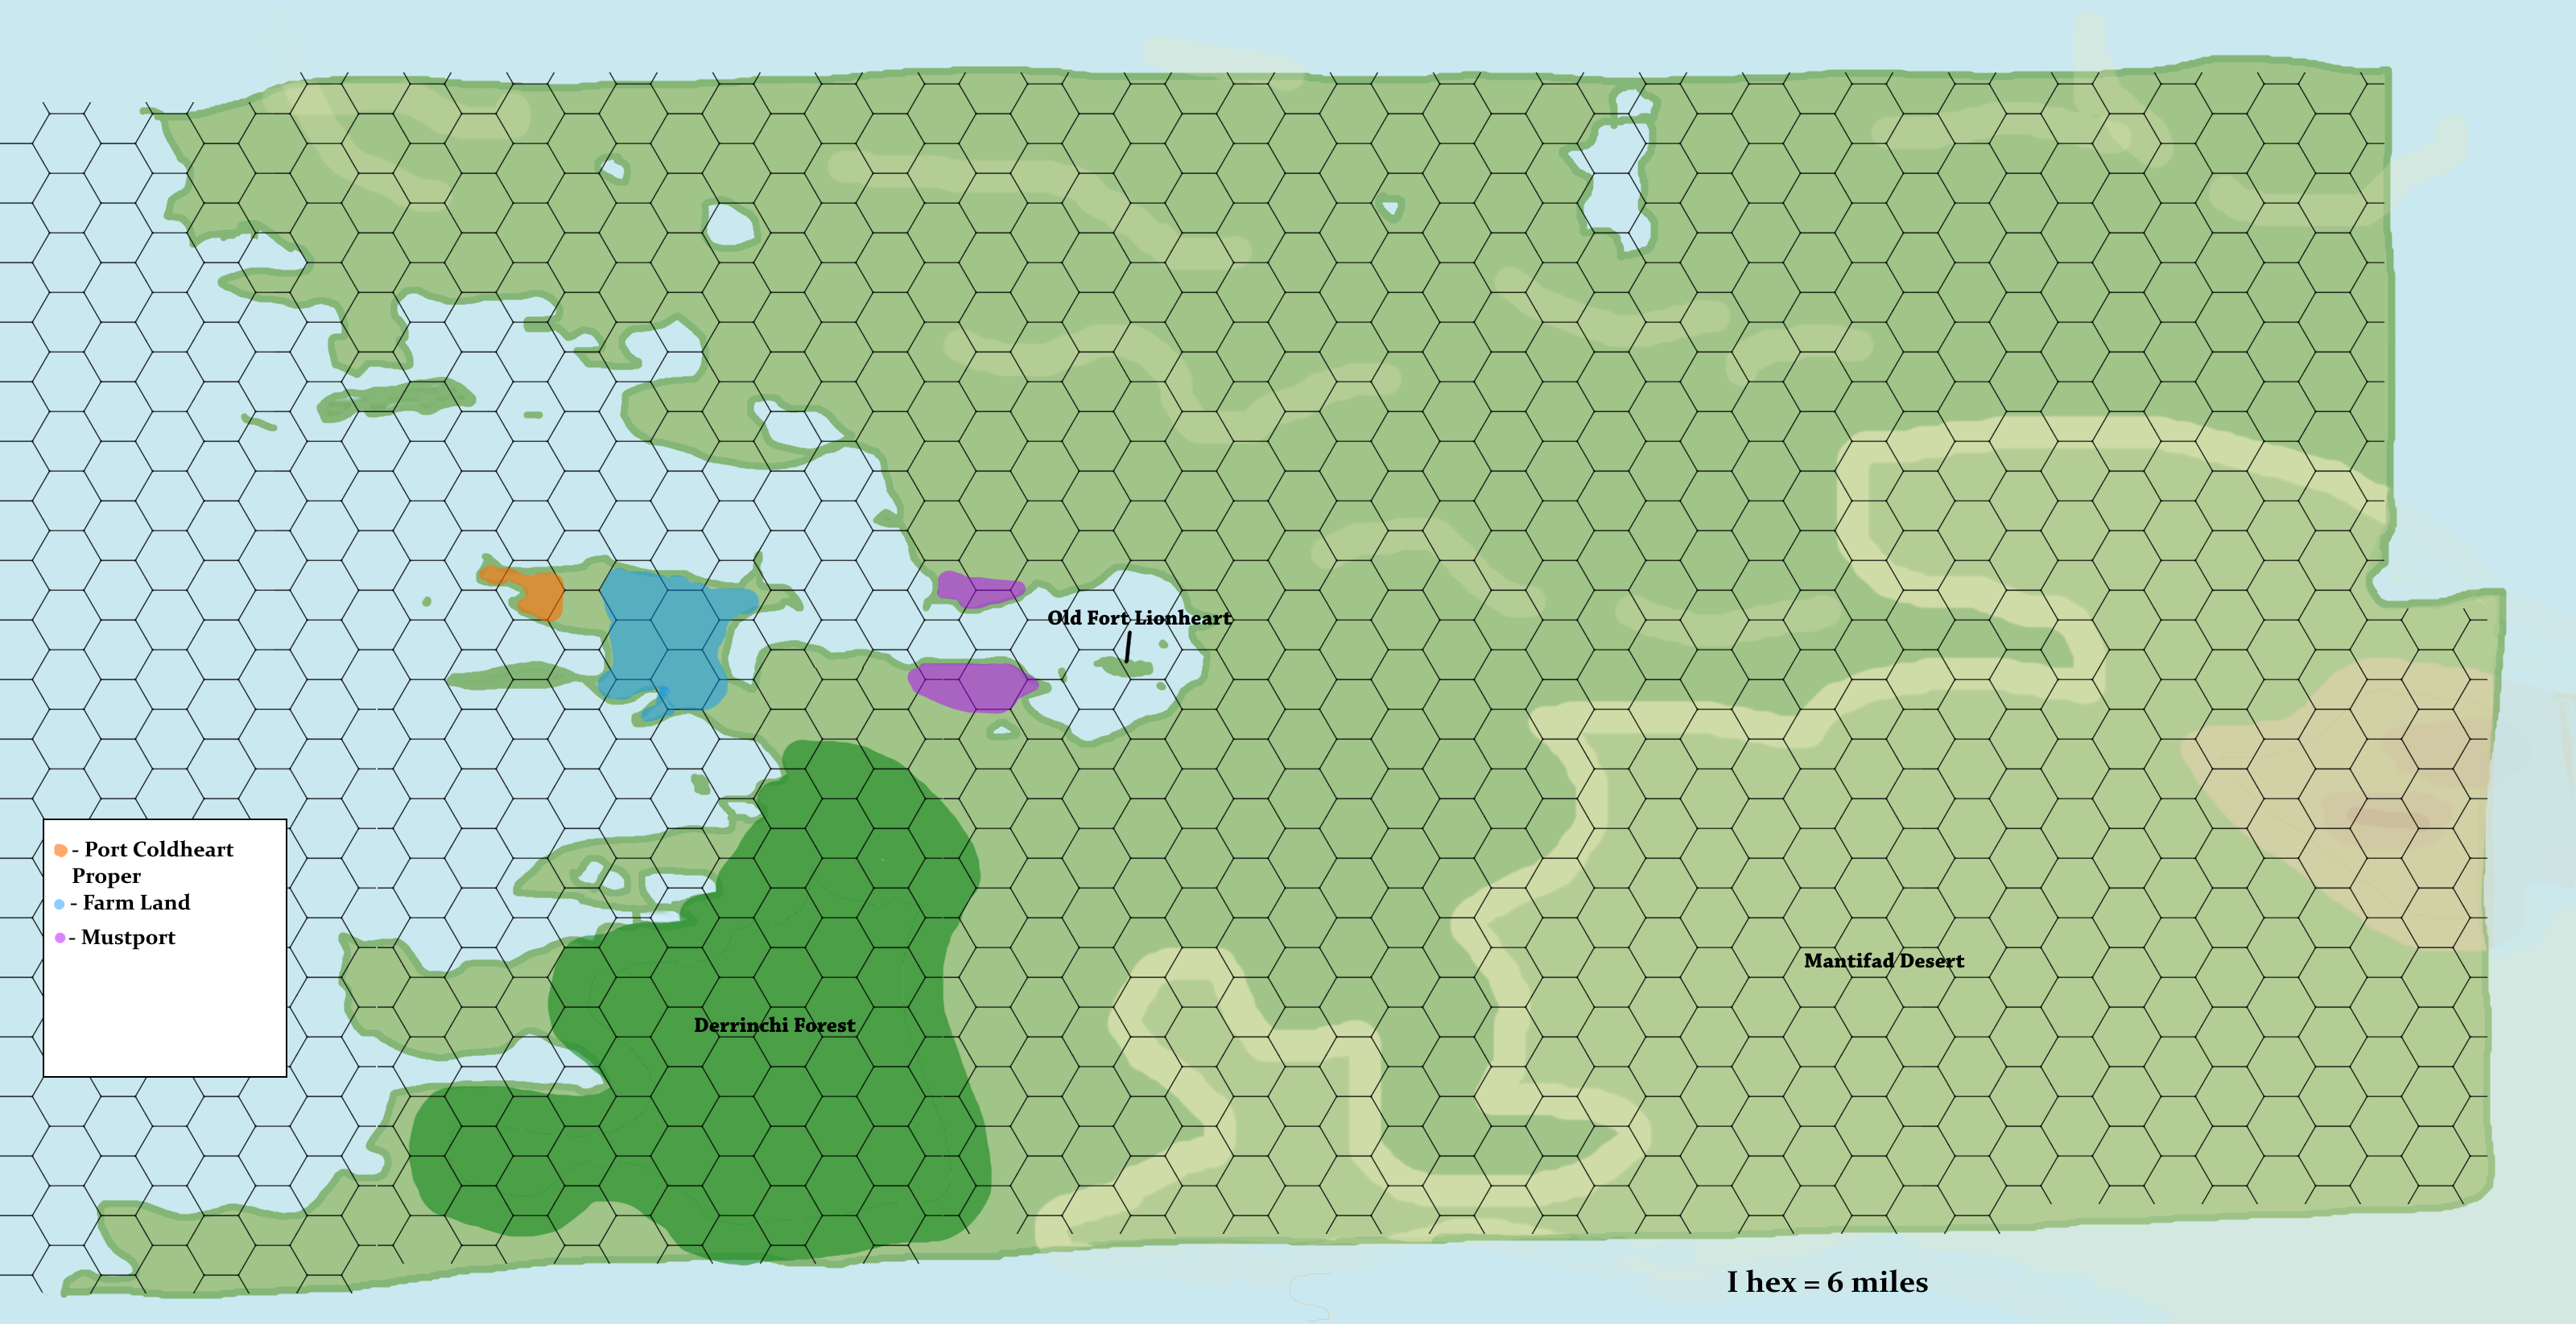 Old Fort Lionheart
- Port Coldheart
Proper
- Farm Land
- Mustport
Mantifad Desert
Derrinchi Forest
I hex = 6 miles